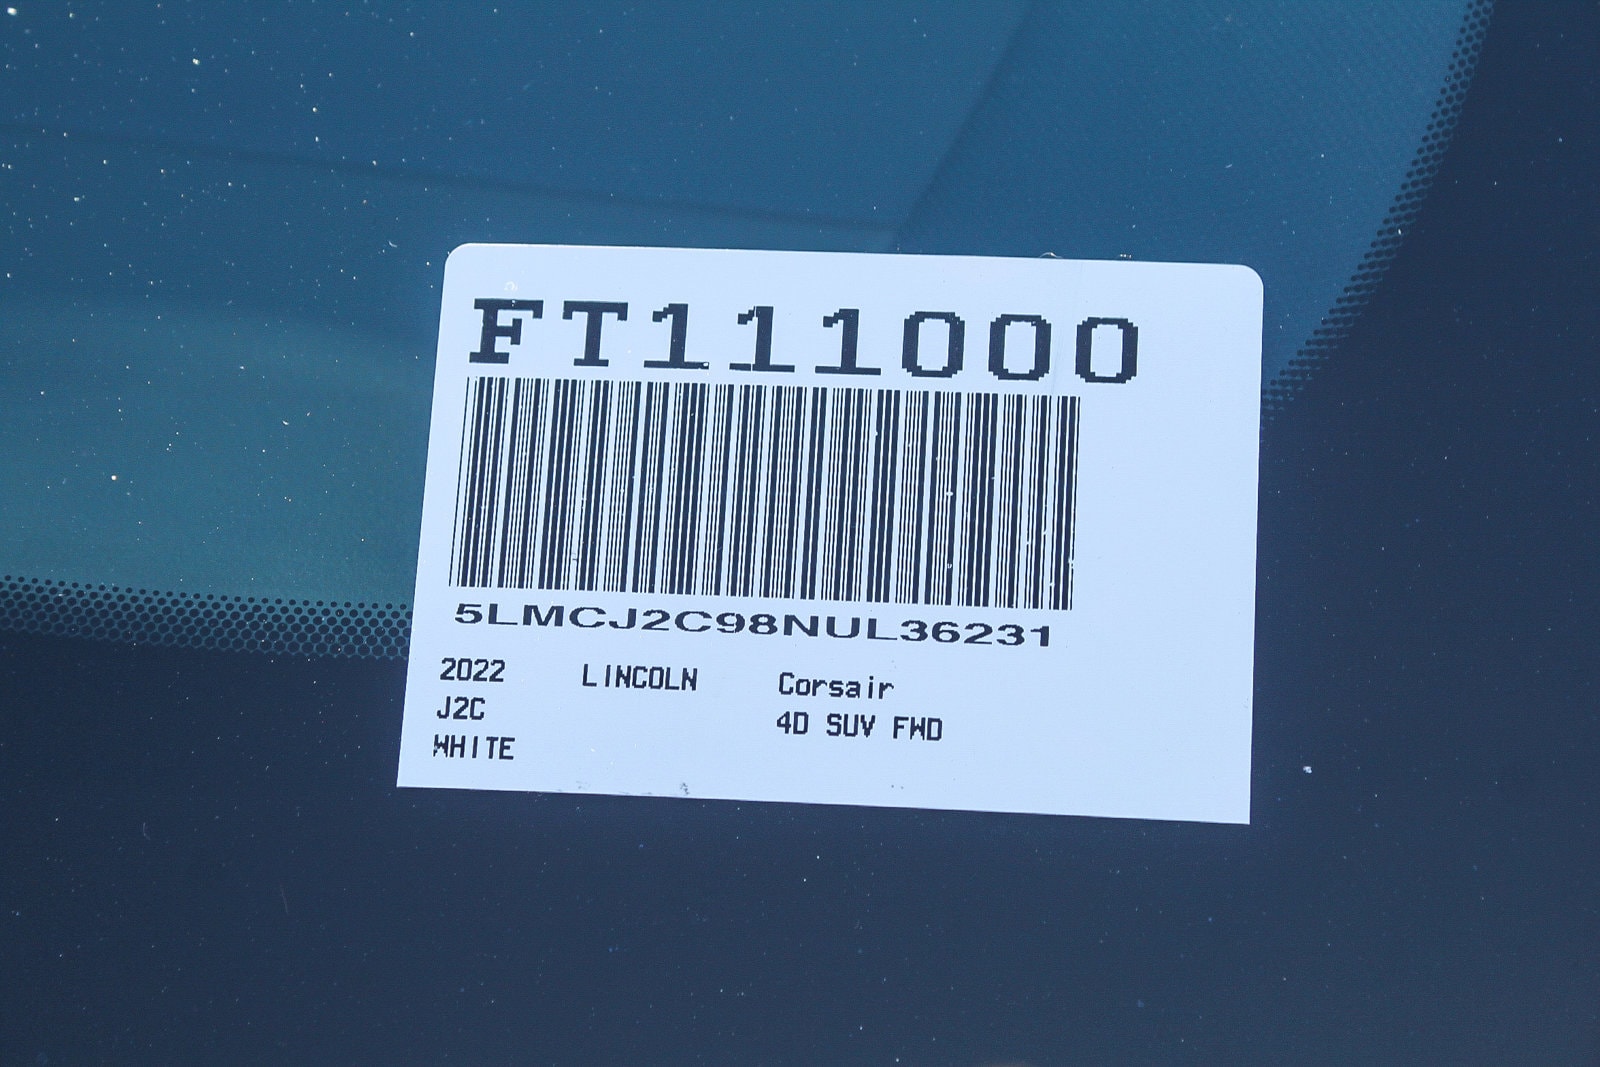 FT111000
5LMCJ2C98NUL36231
2022 LINCOLN Corsair
J2C 4D SUV FWD
WHITE